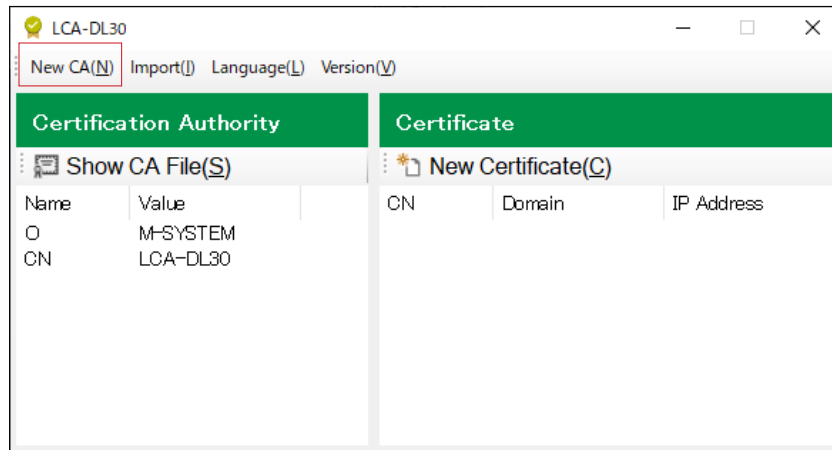 LCA-DL30
New CA(N) Import(I) Language(L) Version(V)
Certification Authority
Show CA File(S)
Name Value
O M-SYSTEM
CN LCA-DL30
Certificate
New Certificate(C)
CN Domain IP Address